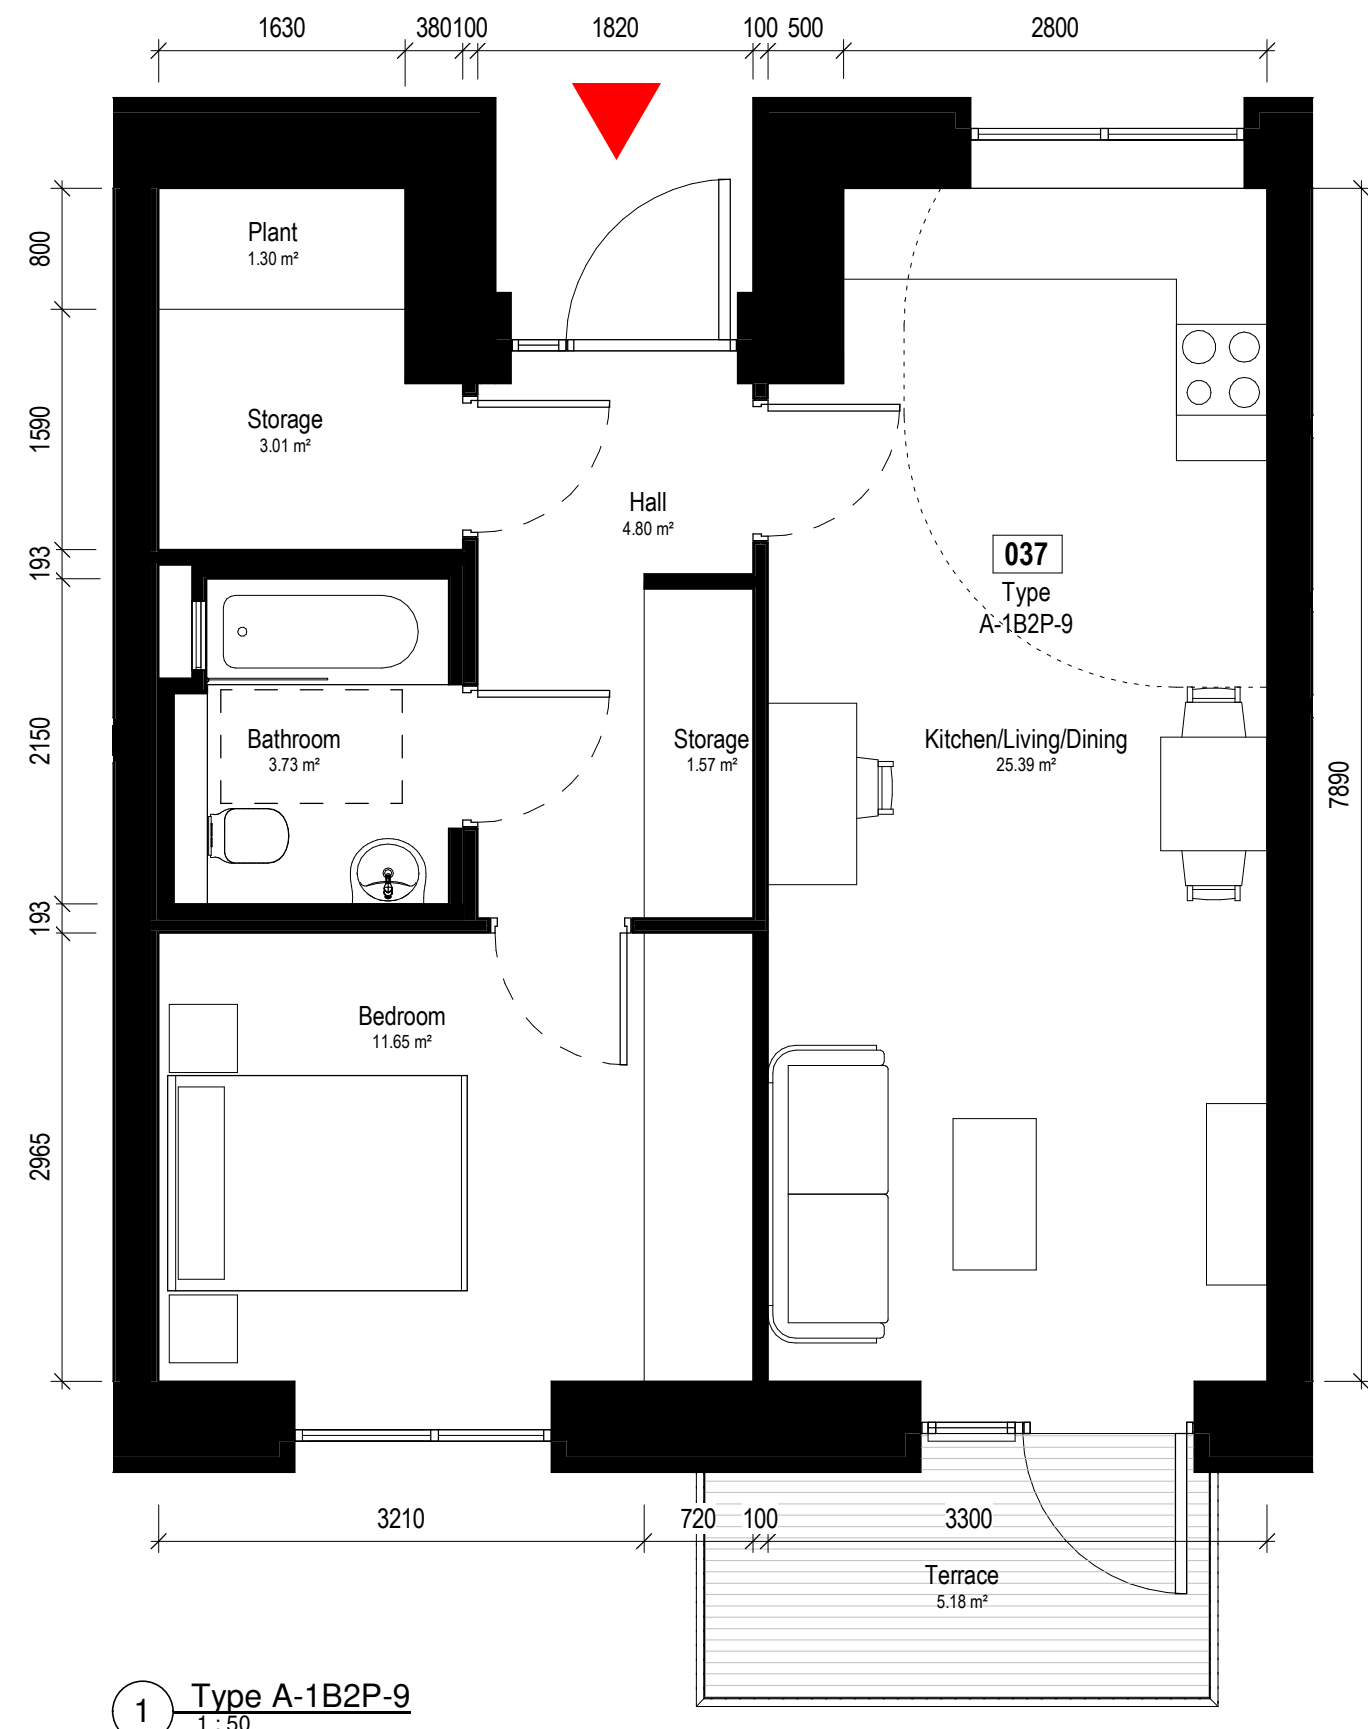 1630 380 100 1820 100 500 2800
800
1590
193
2150
193
2965
7890
Plant
1.30 m²
Storage
3.01 m²
Hall
4.80 m²
037
Type
A-1B2P-9
Bathroom
3.73 m²
Storage
1.57 m²
Kitchen/Living/Dining
25.39 m²
Bedroom
11.65 m²
3210 720 100 3300
Terrace
5.18 m²
1 Type A-1B2P-9
1 : 50